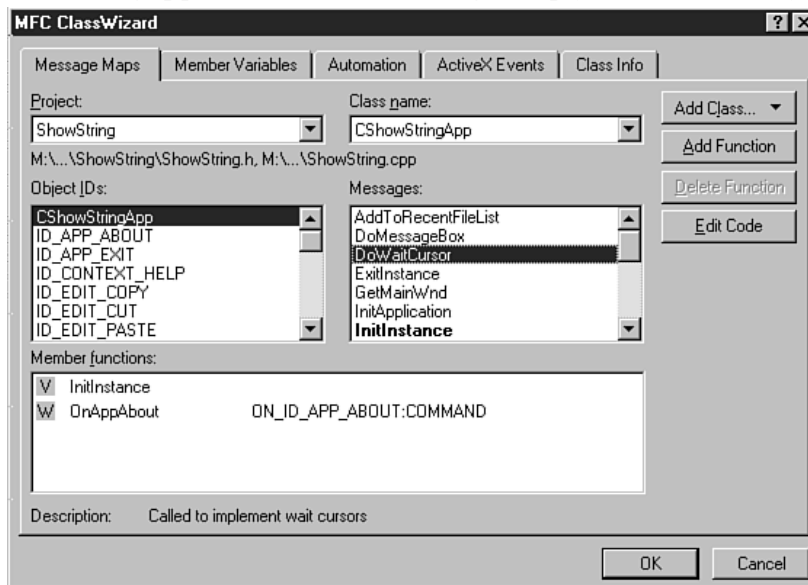 MFC ClassWizard
Message Maps
Member Variables
Automation
ActiveX Events
Class Info
Project:
Class name:
Add Class...
ShowString
CShowStringApp
Add Function
M:\...\ShowString\ShowString.h, M:\...\ShowString.cpp
Delete Function
Object IDs:
Messages:
Edit Code
CShowStringApp
ID_APP_ABOUT
ID_APP_EXIT
ID_CONTEXT_HELP
ID_EDIT_COPY
ID_EDIT_CUT
ID_EDIT_PASTE
AddToRecentFileList
DoMessageBox
DoWaitCursor
ExitInstance
GetMainWnd
InitApplication
InitInstance
Member functions:
V InitInstance
W OnAppAbout ON_ID_APP_ABOUT:COMMAND
Description: Called to implement wait cursors
OK
Cancel